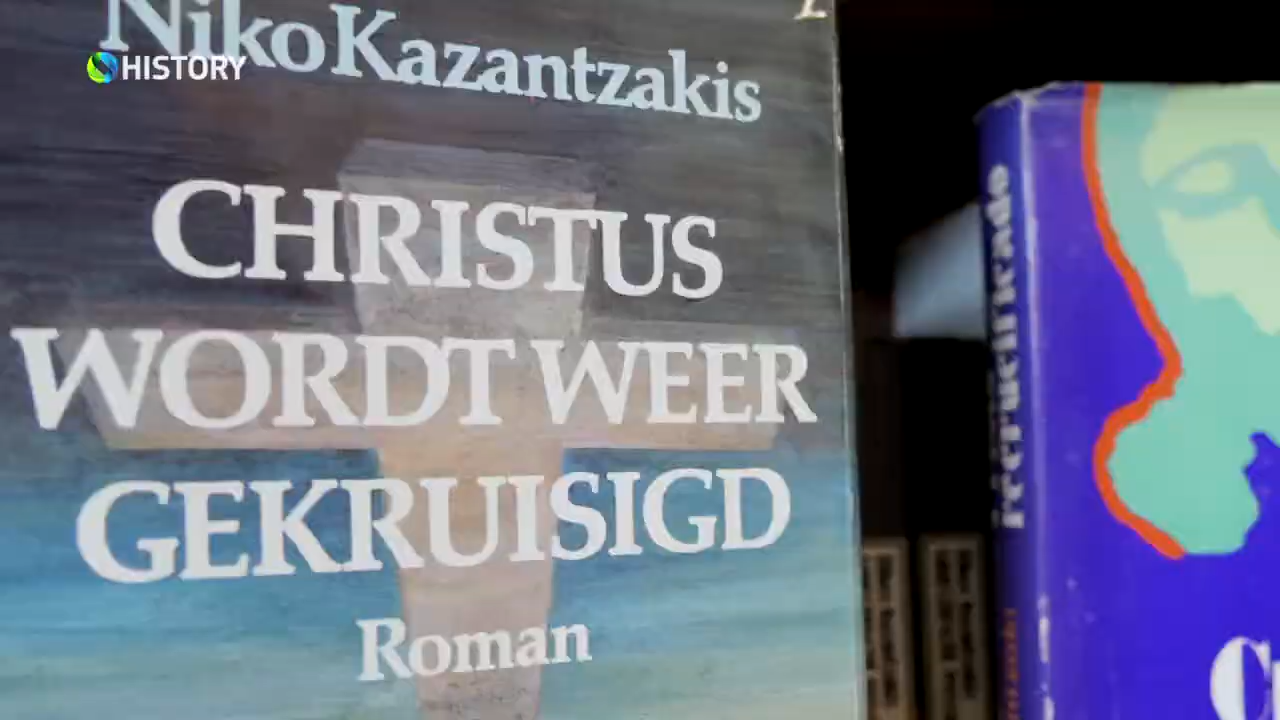 Niko Kazantzakis
HISTORY
CHRISTUS
WORDT WEER
GEKRUISIGD
Roman